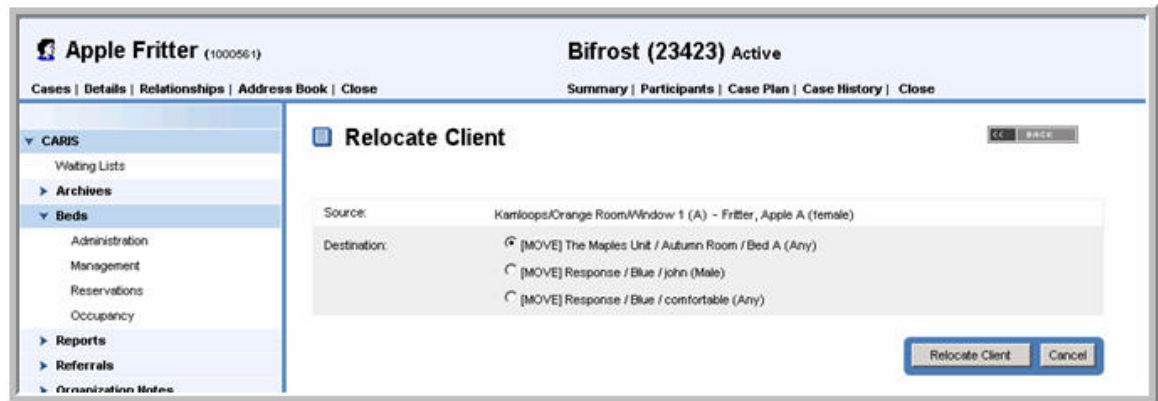 Apple Fritter (1000561)
Bifrost (23423) Active
Cases | Details | Relationships | Address Book | Close
Summary | Participants | Case Plan | Case History | Close
CARIS
Waiting Lists
Archives
Beds
Administration
Management
Reservations
Occupancy
Reports
Referrals
Organization Notes
Relocate Client
<< BACK
Source: Kamloops/Orange Room/Window 1 (A) - Fritter, Apple A (female)
Destination: [MOVE] The Maples Unit / Autumn Room / Bed A (Any)
[MOVE] Response / Blue / john (Male)
[MOVE] Response / Blue / comfortable (Any)
Relocate Client Cancel